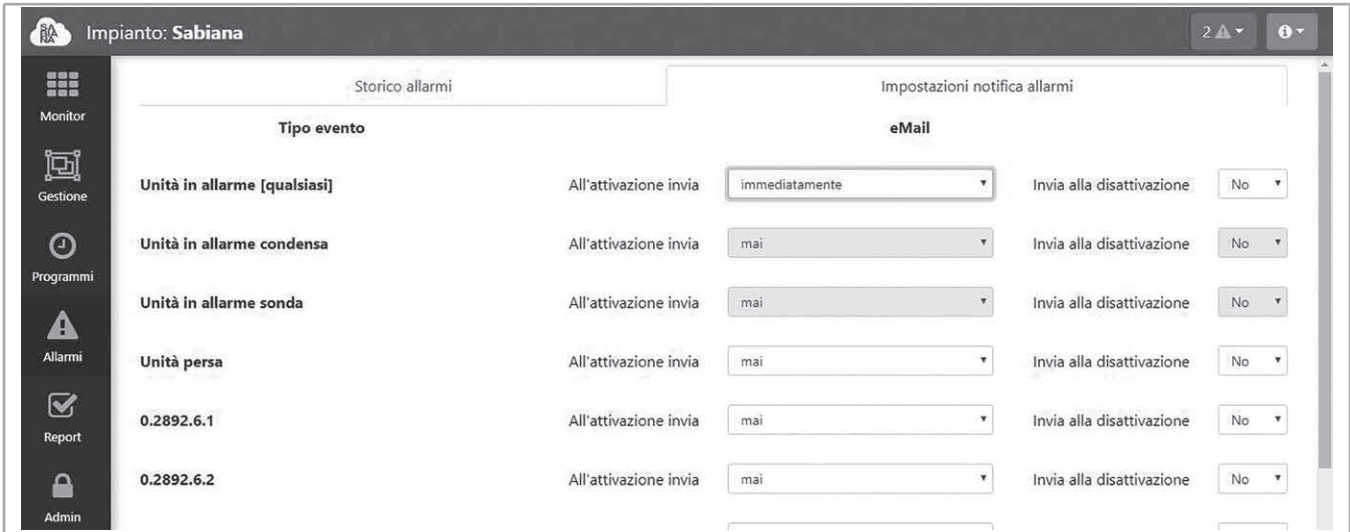 SABIANA
Impianto: Sabiana
2
Monitor
Gestione
Programmi
Allarmi
Report
Admin
Storico allarmi
Impostazioni notifica allarmi
Tipo evento
eMail
Unità in allarme [qualsiasi] All'attivazione invia immediatamente Invia alla disattivazione No
Unità in allarme condensa All'attivazione invia mai Invia alla disattivazione No
Unità in allarme sonda All'attivazione invia mai Invia alla disattivazione No
Unità persa All'attivazione invia mai Invia alla disattivazione No
0.2892.6.1 All'attivazione invia mai Invia alla disattivazione No
0.2892.6.2 All'attivazione invia mai Invia alla disattivazione No